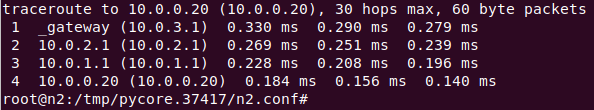 traceroute to 10.0.0.20 (10.0.0.20), 30 hops max, 60 byte packets
 1  _gateway (10.0.3.1)  0.330 ms  0.290 ms  0.279 ms
 2  10.0.2.1 (10.0.2.1)  0.269 ms  0.251 ms  0.239 ms
 3  10.0.1.1 (10.0.1.1)  0.228 ms  0.208 ms  0.196 ms
 4  10.0.0.20 (10.0.0.20)  0.184 ms  0.156 ms  0.140 ms
root@n2:/tmp/pycore.37417/n2.conf#